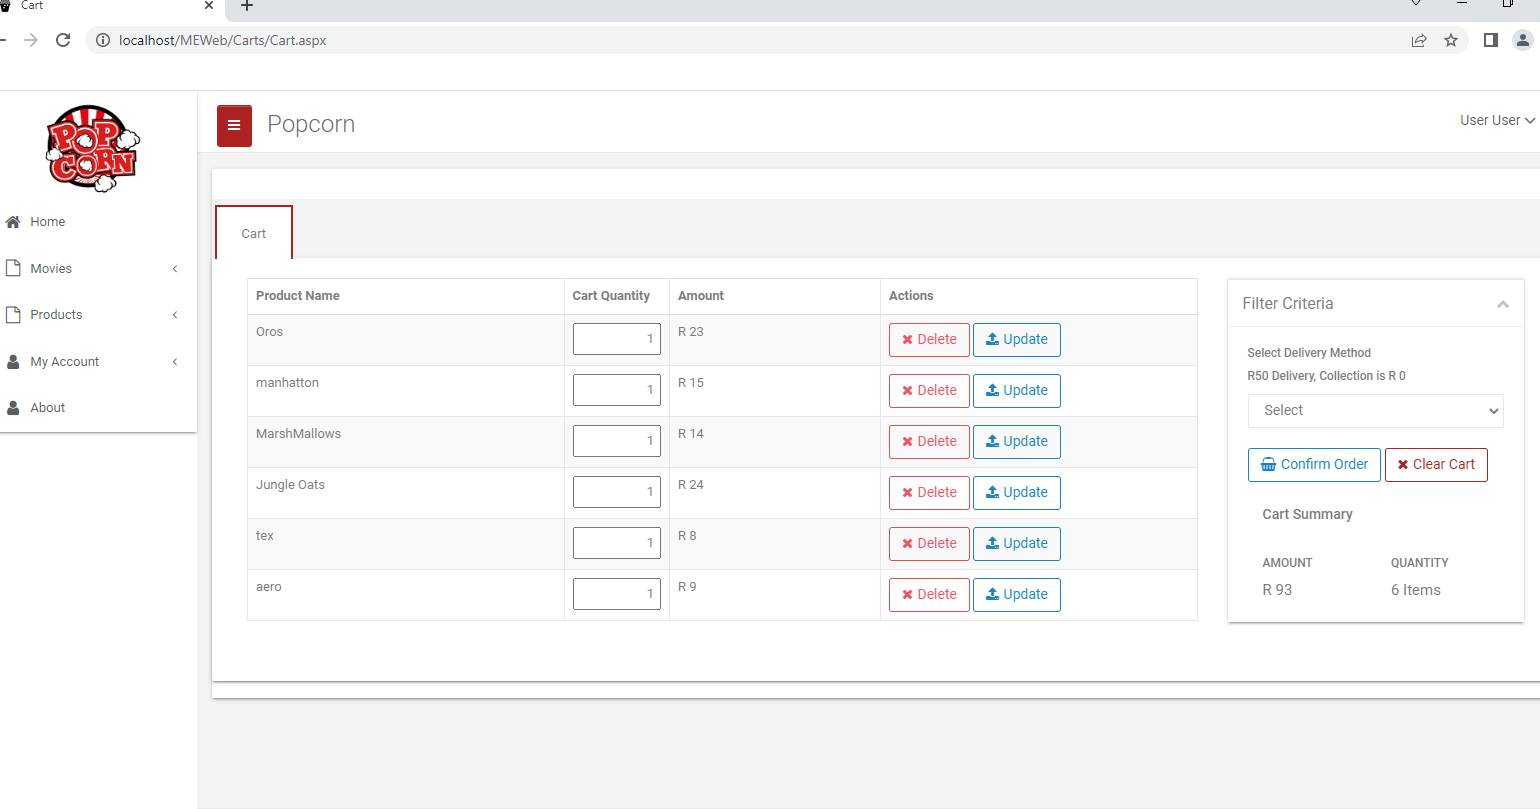 Cart
localhost/MEWeb/Carts/Cart.aspx
POP CORN
Popcorn
User User
Home
Movies
Products
My Account
About
Cart
Product Name Cart Quantity Amount Actions
Oros 1 R 23 Delete Update
manhatton 1 R 15 Delete Update
MarshMallows 1 R 14 Delete Update
Jungle Oats 1 R 24 Delete Update
tex 1 R 8 Delete Update
aero 1 R 9 Delete Update
Filter Criteria
Select Delivery Method
R50 Delivery, Collection is R 0
Select
Confirm Order Clear Cart
Cart Summary
AMOUNT QUANTITY
R 93 6 Items